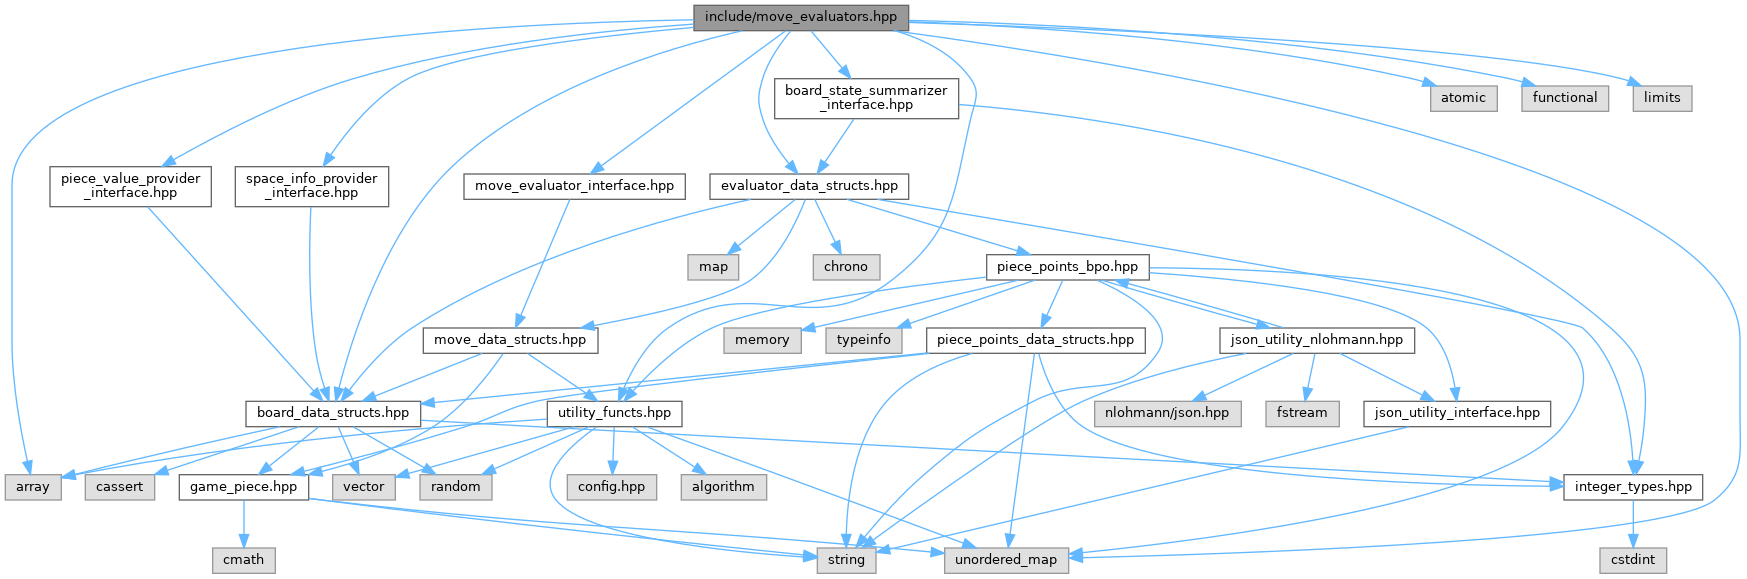 include/move_evaluators.hpp
board_state_summarizer
_interface.hpp
atomic
functional
limits
piece_value_provider
_interface.hpp
space_info_provider
_interface.hpp
move_evaluator_interface.hpp
evaluator_data_structs.hpp
map
chrono
piece_points_bpo.hpp
move_data_structs.hpp
memory
typeinfo
piece_points_data_structs.hpp
json_utility_nlohmann.hpp
board_data_structs.hpp
utility_functs.hpp
nlohmann/json.hpp
fstream
json_utility_interface.hpp
array
cassert
game_piece.hpp
vector
random
config.hpp
algorithm
integer_types.hpp
cmath
string
unordered_map
cstdint